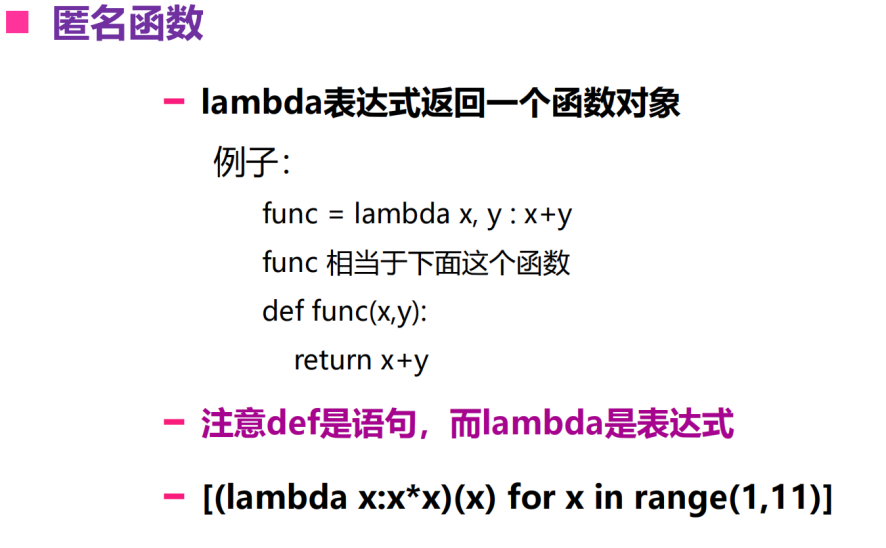 匿名函数
lambda表达式返回一个函数对象
例子：
func = lambda x, y : x+y
func 相当于下面这个函数
def func(x,y):
return x+y
注意def是语句，而lambda是表达式
[(lambda x:x*x)(x) for x in range(1,11)]